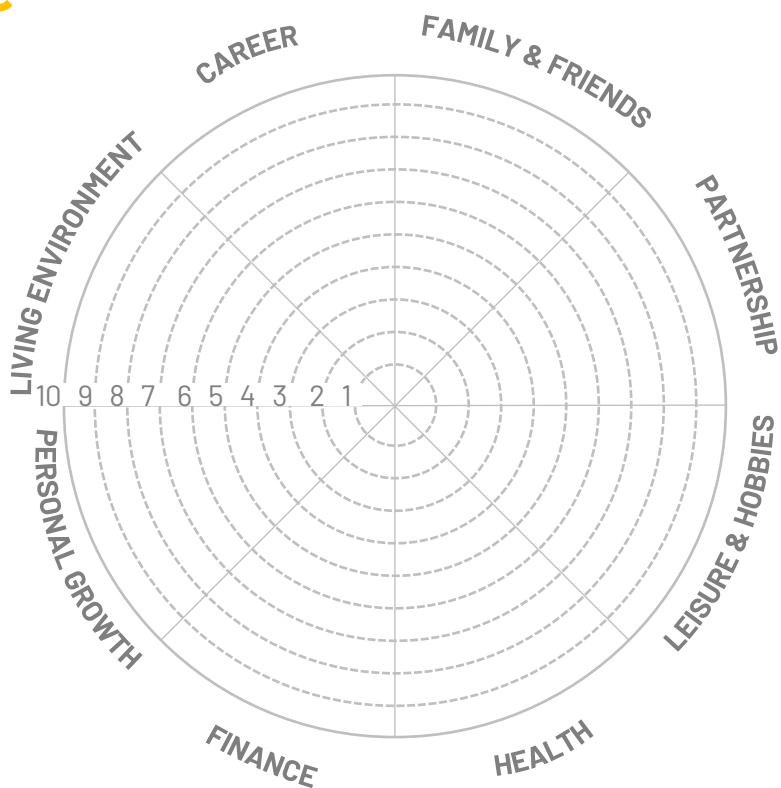 CAREER
FAMILY & FRIENDS
LIVING ENVIRONMENT
PARTNERSHIP
10 9 8 7 6 5 4 3 2 1
PERSONAL GROWTH
LEISURE & HOBBIES
FINANCE
HEALTH